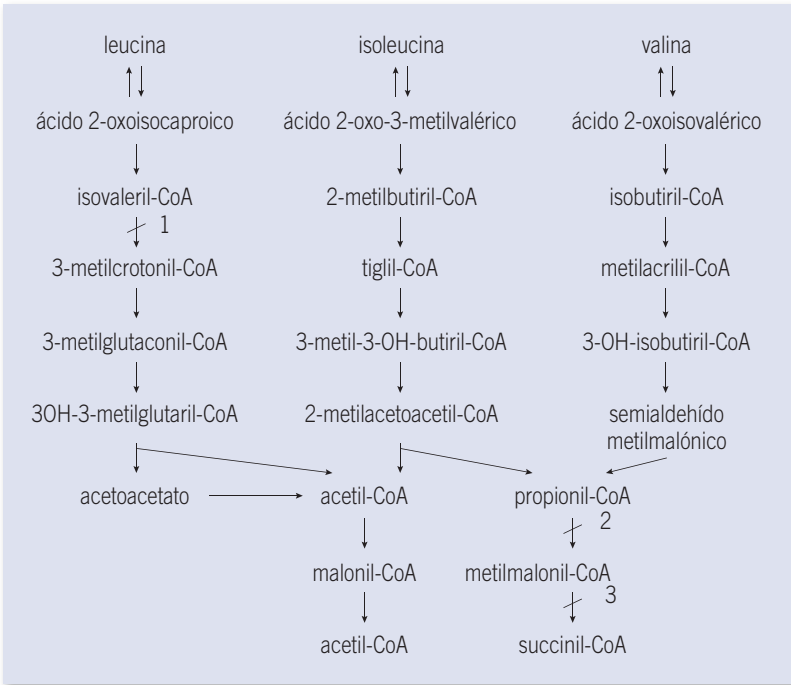 leucina
isoleucina
valina
ácido 2-oxoisocaproico
ácido 2-oxo-3-metilvalérico
ácido 2-oxoisovalérico
isovaleril-CoA
2-metilbutiril-CoA
isobutiril-CoA
1
3-metilcrotonil-CoA
tiglil-CoA
metilacrilil-CoA
3-metilglutaconil-CoA
3-metil-3-OH-butiril-CoA
3-OH-isobutiril-CoA
3OH-3-metilglutaril-CoA
2-metilacetoacetil-CoA
semialdehído
metilmalónico
acetoacetato
acetil-CoA
propionil-CoA
2
malonil-CoA
metilmalonil-CoA
3
acetil-CoA
succinil-CoA